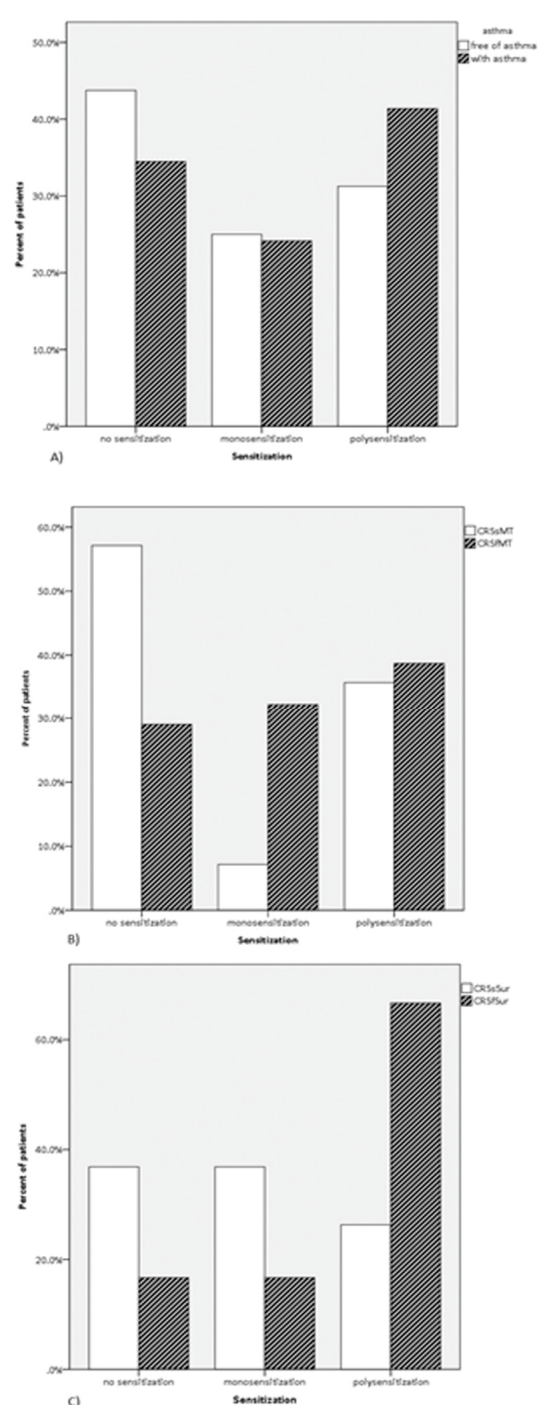 asthma
free of asthma
with asthma
50.0%
40.0%
30.0%
20.0%
10.0%
.0%
Percent of patients
no sensitization
monosensitization
polysensitization
A)
Sensitization
CRSsMT
CRSfMT
60.0%
50.0%
40.0%
30.0%
20.0%
10.0%
.0%
Percent of patients
no sensitization
monosensitization
polysensitization
B)
Sensitization
CRSsSur
CRSfSur
60.0%
40.0%
20.0%
.0%
Percent of patients
no sensitization
monosensitization
polysensitization
C)
Sensitization